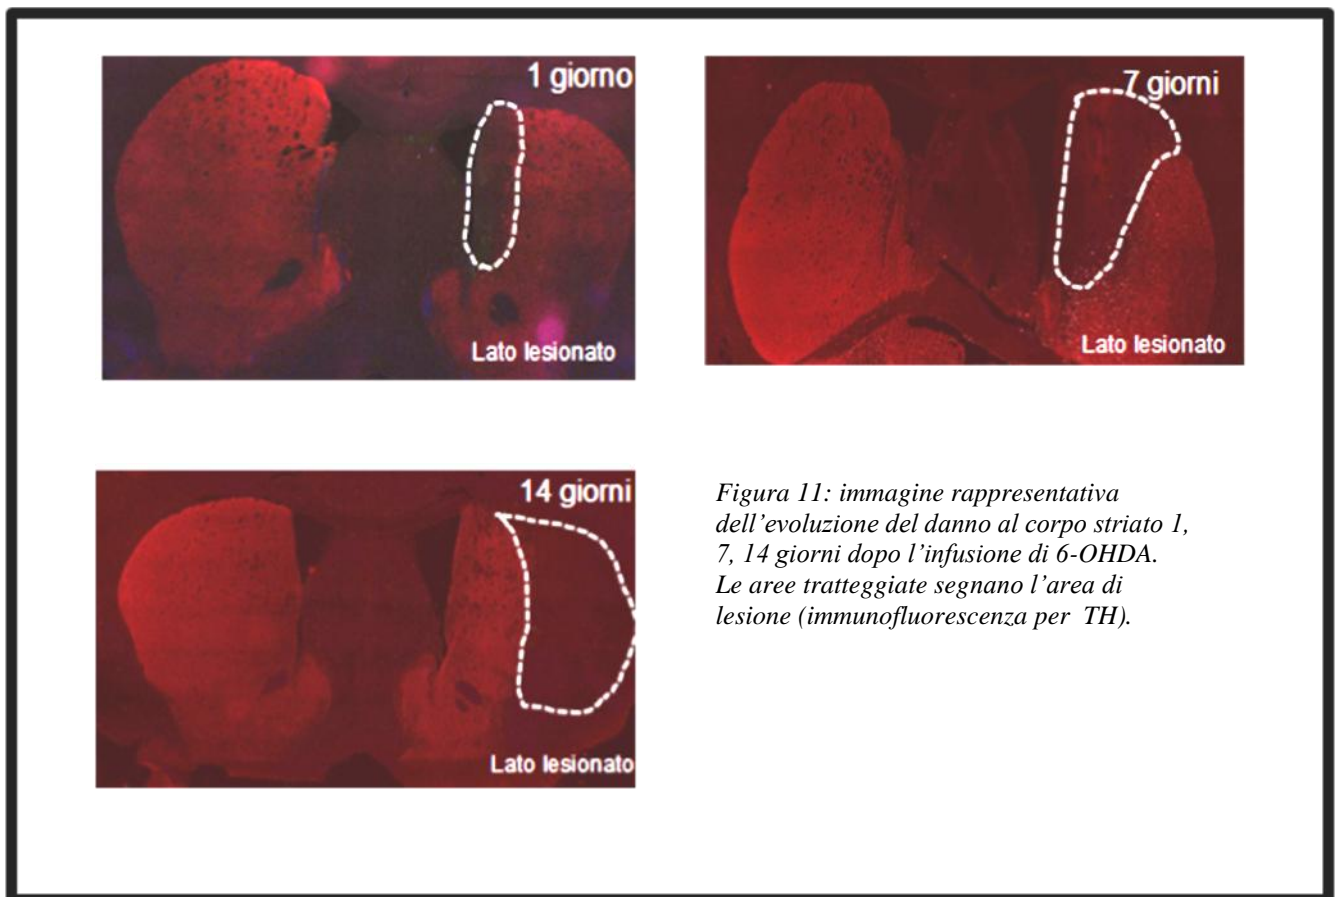 1 giorno
Lato lesionato
7 giorni
Lato lesionato
14 giorni
Lato lesionato
Figura 11: immagine rappresentativa
dell’evoluzione del danno al corpo striato 1,
7, 14 giorni dopo l’infusione di 6-OHDA.
Le aree tratteggiate segnano l’area di
lesione (immunofluorescenza per TH).